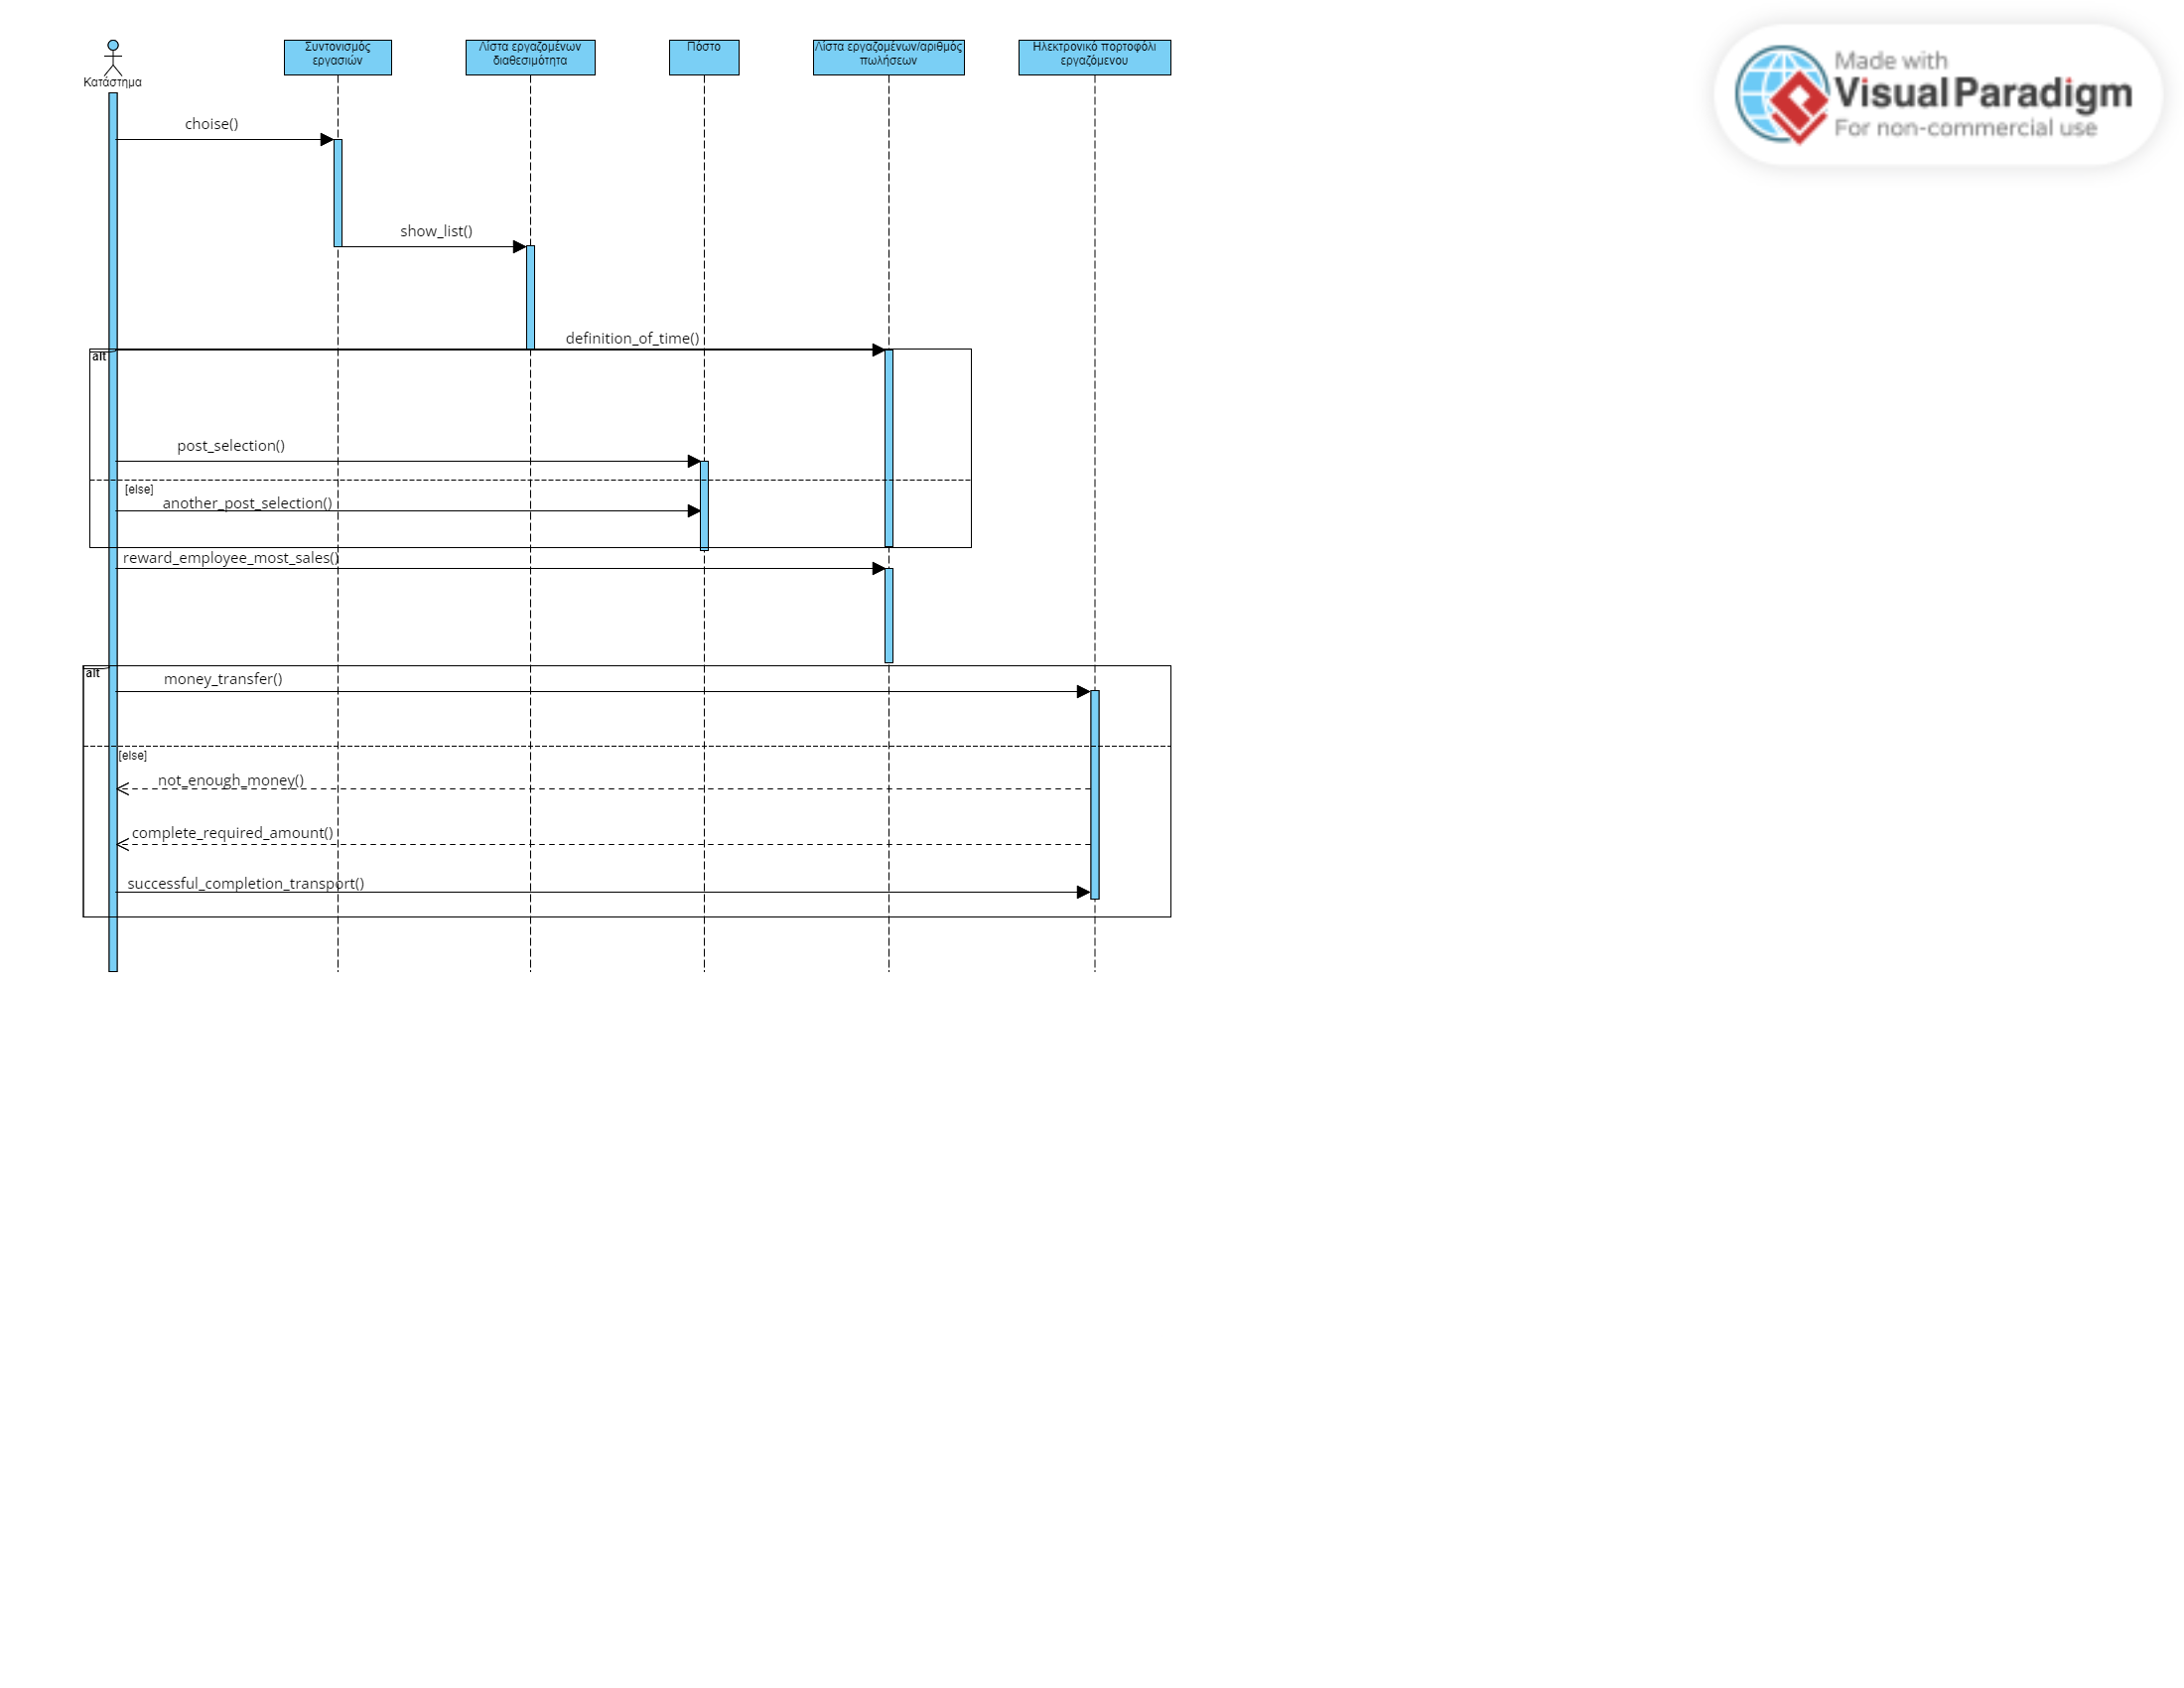 Made with
Visual Paradigm
For non-commercial use
Κατάστημα
Συντονισμός
εργασιών
Λίστα εργαζομένων
διαθεσιμότητα
Πόστο
Λίστα εργαζομένων/αριθμός
πωλήσεων
Ηλεκτρονικό πορτοφόλι
εργαζόμενου
choise()
show_list()
definition_of_time()
alt
post_selection()
[else]
another_post_selection()
reward_employee_most_sales()
alt
money_transfer()
[else]
not_enough_money()
complete_required_amount()
successful_completion_transport()